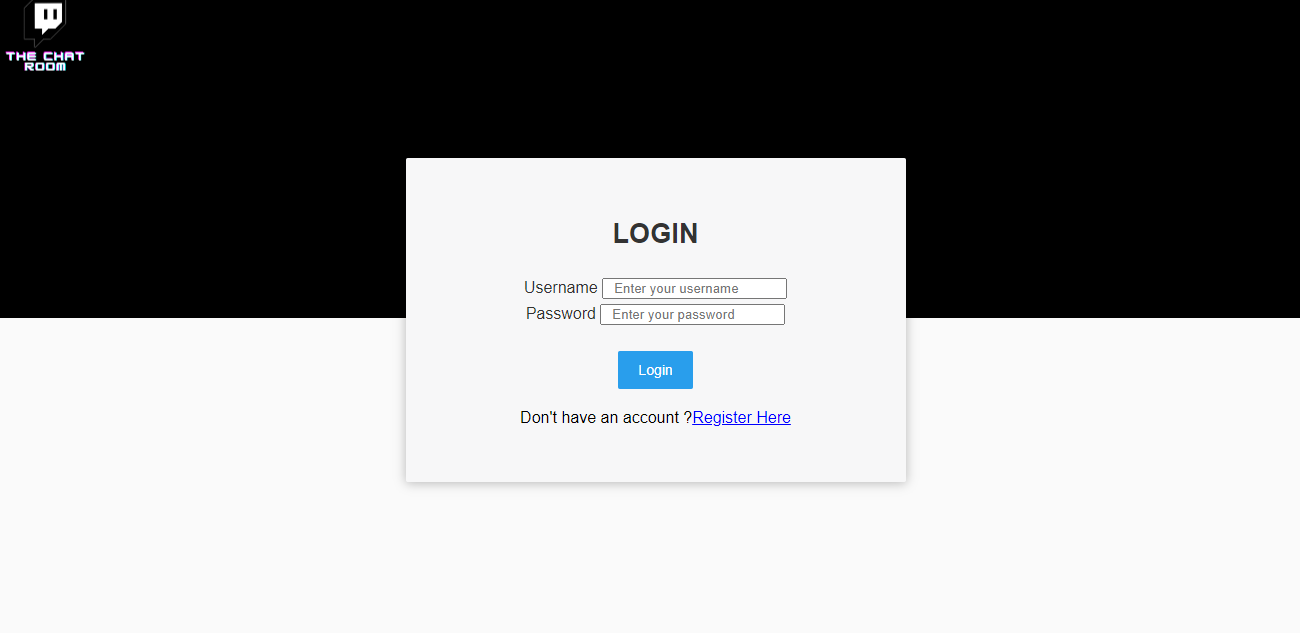 THE CHAT
ROOM
LOGIN
Username Enter your username
Password Enter your password
Login
Don't have an account ?Register Here